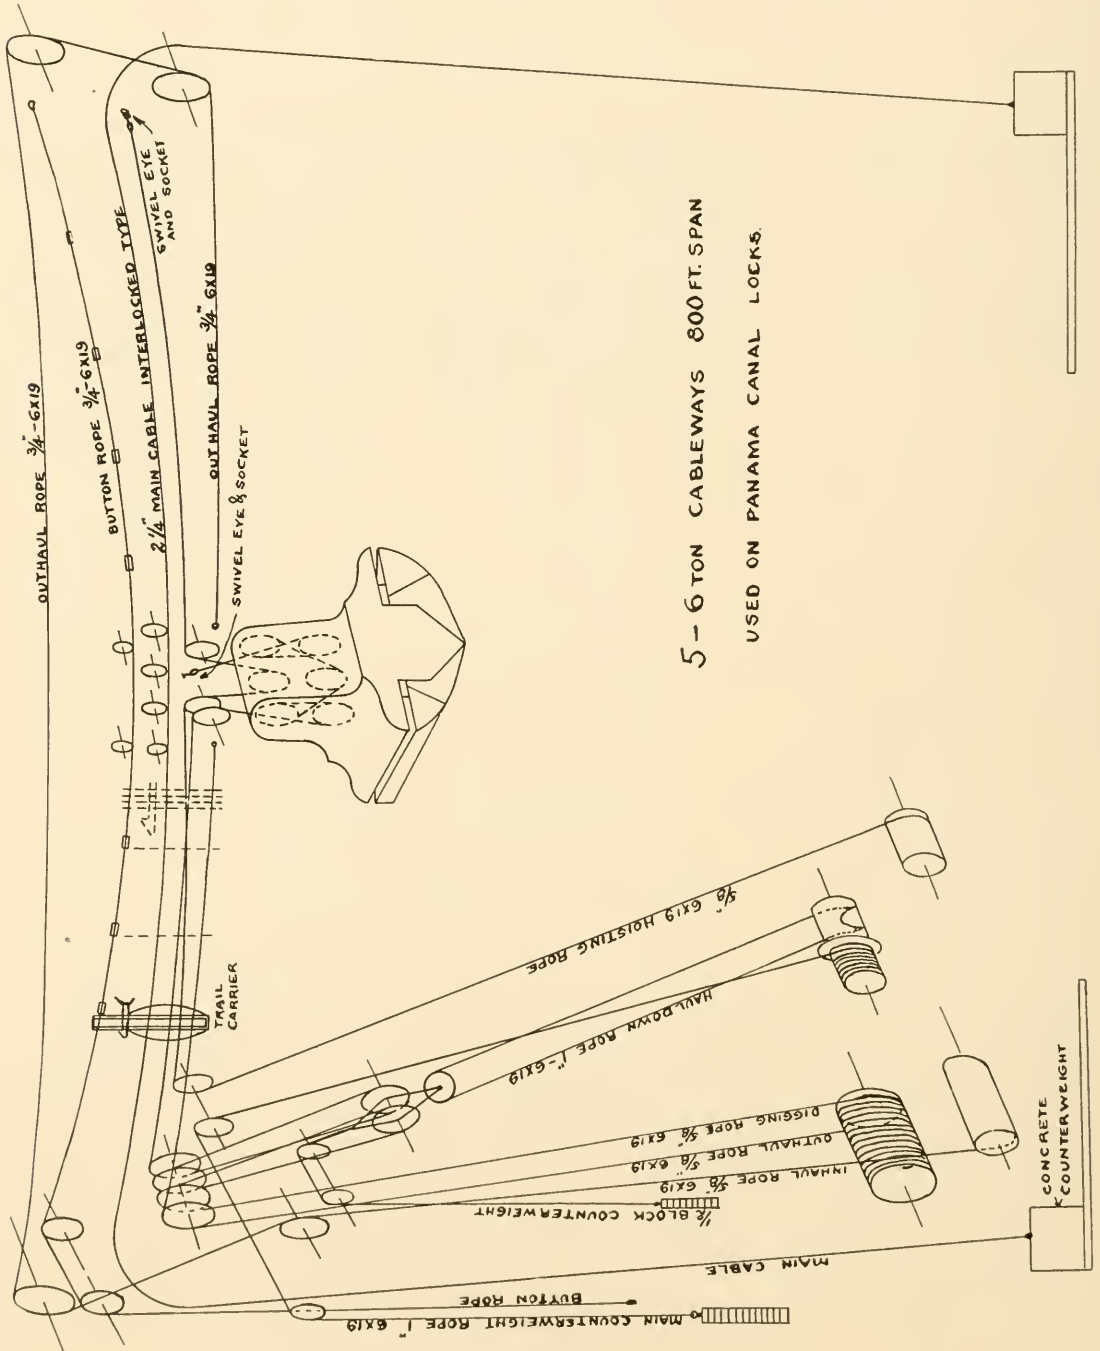 OUTHAUL ROPE 3/4"-6X19
BUTTON ROPE 3/4"-6X19
2 1/4" MAIN CABLE INTERLOCKED TYPE
SWIVEL EYE
AND SOCKET
OUTHAUL ROPE 3/4" 6X19
SWIVEL EYE & SOCKET
5-6 TON CABLEWAYS 800 FT. SPAN
USED ON PANAMA CANAL LOCKS.
TRAIL
CARRIER
5/8" 6X19 HOISTING ROPE
HAUL DOWN ROPE 1"-6X19
DIGGING ROPE 5/8" 6X19
OUTHAUL ROPE 5/8" 6X19
INHAUL ROPE 5/8" 6X19
1/2 BLOCK COUNTERWEIGHT
CONCRETE
COUNTERWEIGHT
MAIN CABLE
BUTTON ROPE
MAIN COUNTERWEIGHT ROPE 1" 6X19